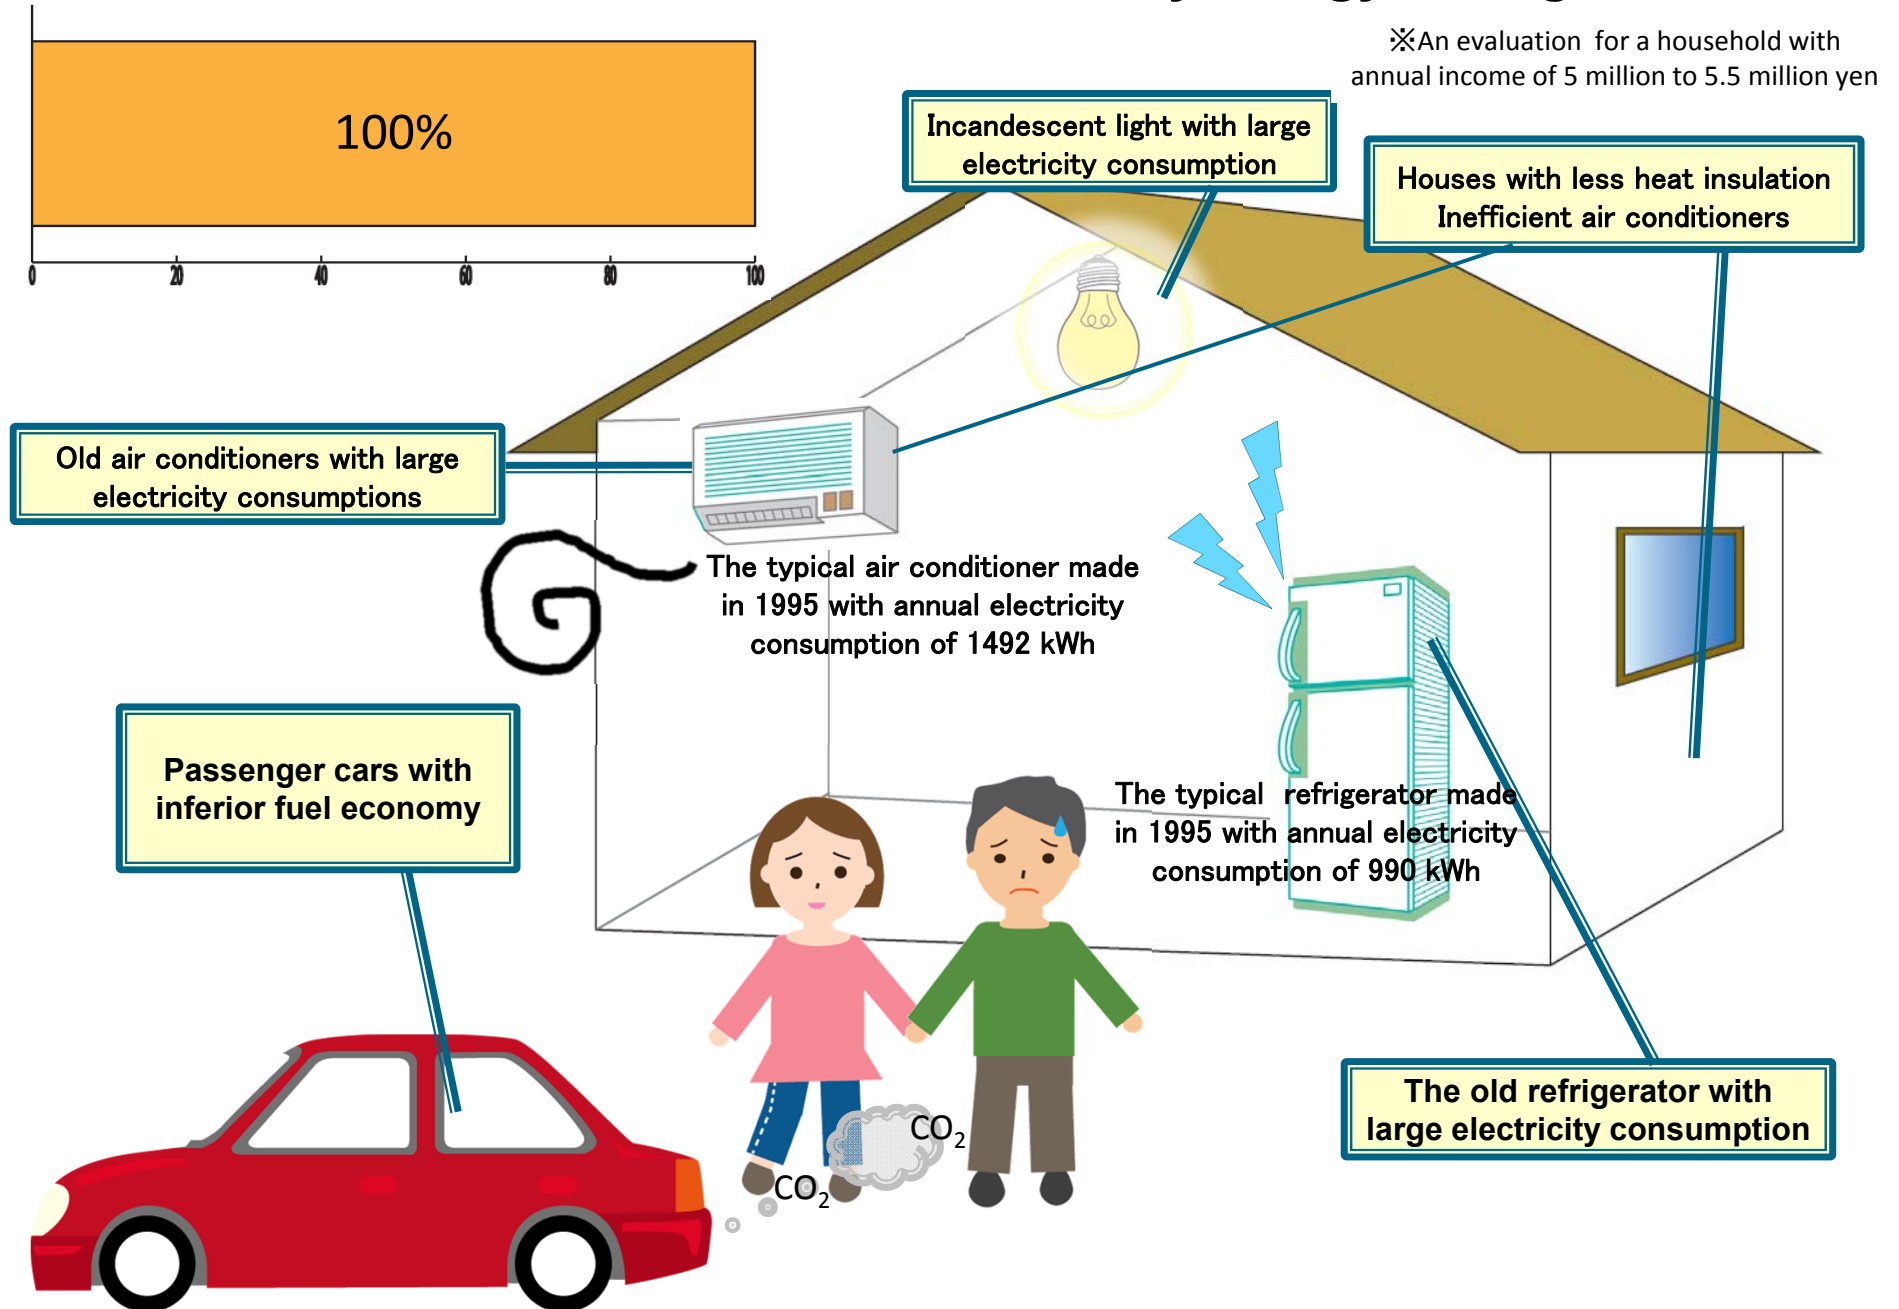 ※An evaluation for a household with
annual income of 5 million to 5.5 million yen
100%
0 20 40 60 80 100
Incandescent light with large
electricity consumption
Houses with less heat insulation
Inefficient air conditioners
Old air conditioners with large
electricity consumptions
The typical air conditioner made
in 1995 with annual electricity
consumption of 1492 kWh
Passenger cars with
inferior fuel economy
The typical refrigerator made
in 1995 with annual electricity
consumption of 990 kWh
The old refrigerator with
large electricity consumption
CO₂
CO₂